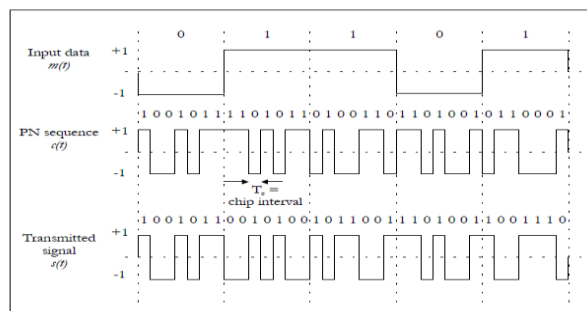 0 1 1 0 1
Input data +1
m(t)
-1
1 0 0 1 0 1 1 1 1 0 1 0 1 1 0 1 0 0 1 1 0 1 1 0 1 0 0 1 0 1 1 0 0 0 1
PN sequence +1
c(t)
-1
T c =
chip interval
1 0 0 1 0 1 1 0 0 1 0 1 0 0 1 0 1 1 0 0 1 1 1 0 1 0 0 1 1 0 0 1 1 1 0
Transmitted +1
signal
s(t) -1